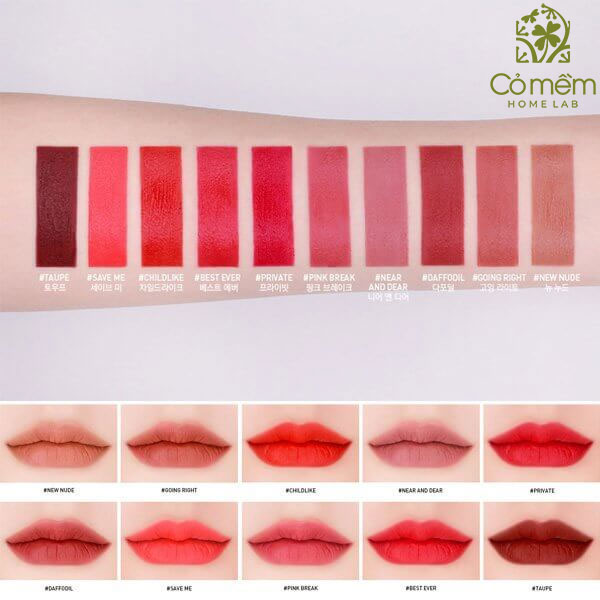 Cỏ mềm
HOME LAB
#TAUPE
토우프
#SAVE ME
세이브 미
#CHILDLIKE
차일드라이크
#BEST EVER
베스트 에버
#PRIVATE
프라이빗
#PINK BREAK
핑크 브레이크
#NEAR
AND DEAR
니어 앤 디어
#DAFFODIL
다포딜
#GOING RIGHT
고잉 라이트
#NEW NUDE
뉴 누드
#NEW NUDE
#GOING RIGHT
#CHILDLIKE
#NEAR AND DEAR
#PRIVATE
#DAFFODIL
#SAVE ME
#PINK BREAK
#BEST EVER
#TAUPE